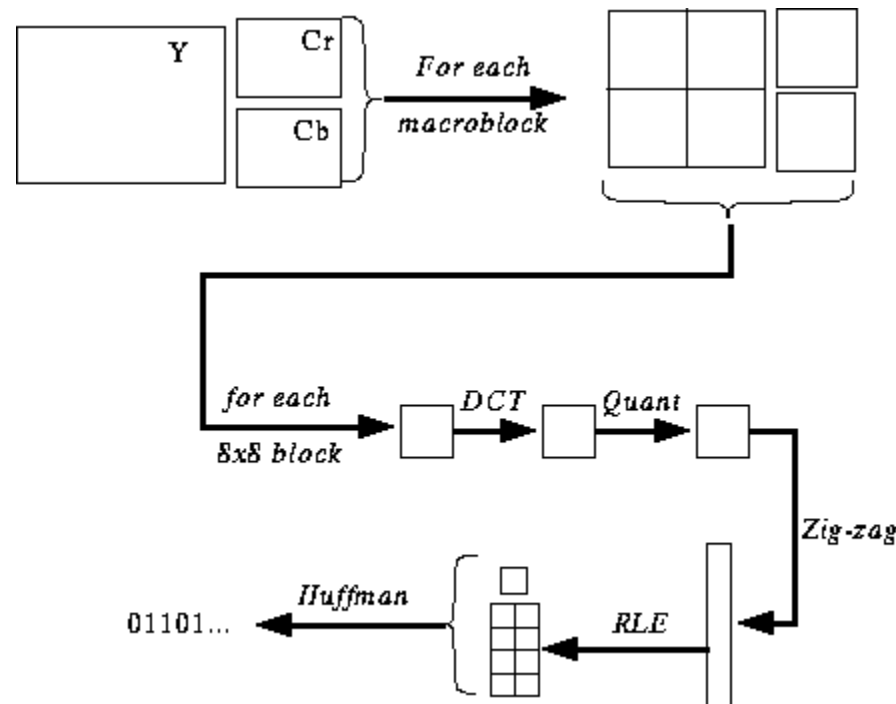 Y
Cr
Cb
For each
macroblock
for each
8x8 block
DCT
Quant
Zig-zag
RLE
Huffman
01101...